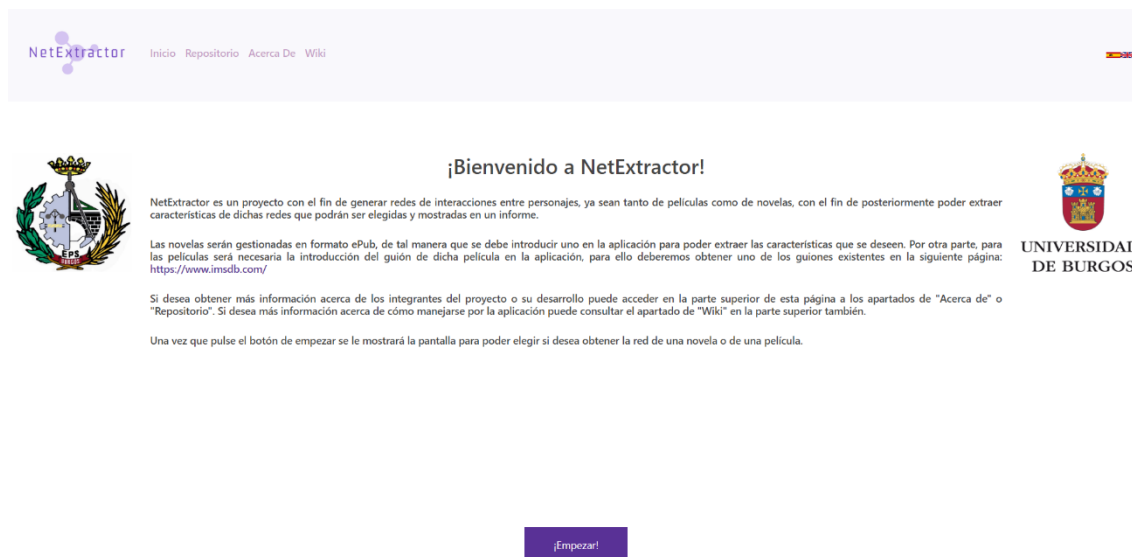 NetExtractor
Inicio Repositorio Acerca De Wiki
¡Bienvenido a NetExtractor!
NetExtractor es un proyecto con el fin de generar redes de interacciones entre personajes, ya sean tanto de películas como de novelas, con el fin de posteriormente poder extraer
características de dichas redes que podrán ser elegidas y mostradas en un informe.
Las novelas serán gestionadas en formato ePub, de tal manera que se debe introducir uno en la aplicación para poder extraer las características que se deseen. Por otra parte, para
las películas será necesaria la introducción del guión de dicha película en la aplicación, para ello deberemos obtener uno de los guiones existentes en la siguiente página:
https://www.imsdb.com/
Si desea obtener más información acerca de los integrantes del proyecto o su desarrollo puede acceder en la parte superior de esta página a los apartados de "Acerca de" o
"Repositorio". Si desea más información acerca de cómo manejarse por la aplicación puede consultar el apartado de "Wiki" en la parte superior también.
Una vez que pulse el botón de empezar se le mostrará la pantalla para poder elegir si desea obtener la red de una novela o de una película.
EPS
BURGOS
UNIVERSIDAD
DE BURGOS
¡Empezar!